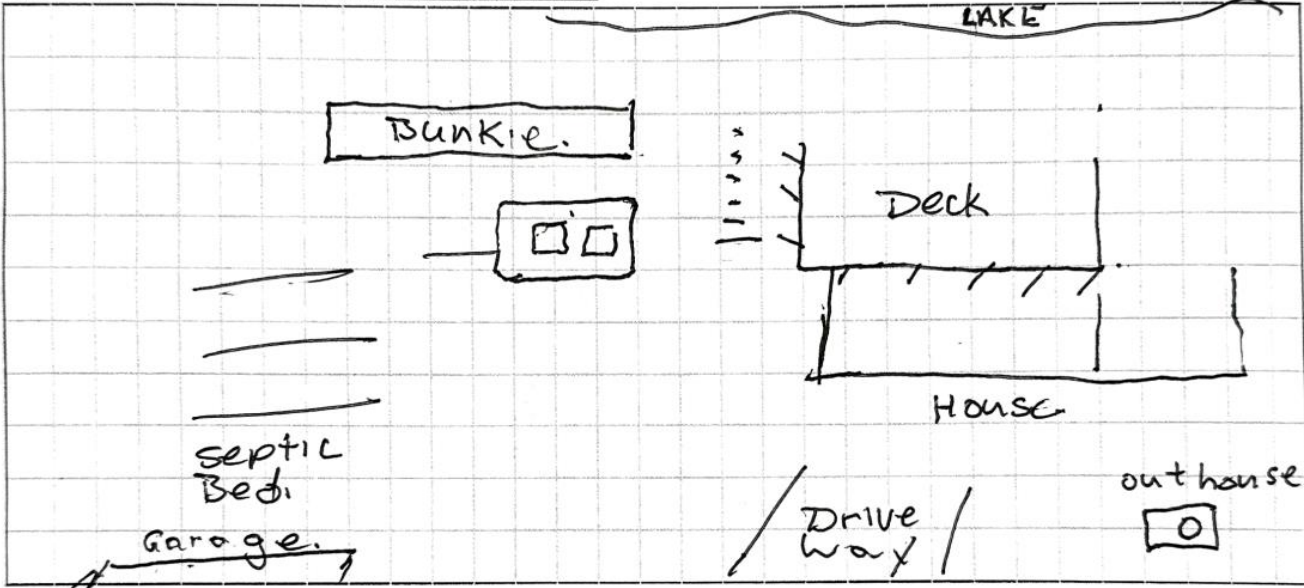 LAKE
Bunkie.
Deck
House
septic
Bed.
Garage.
Drive
way
outhouse